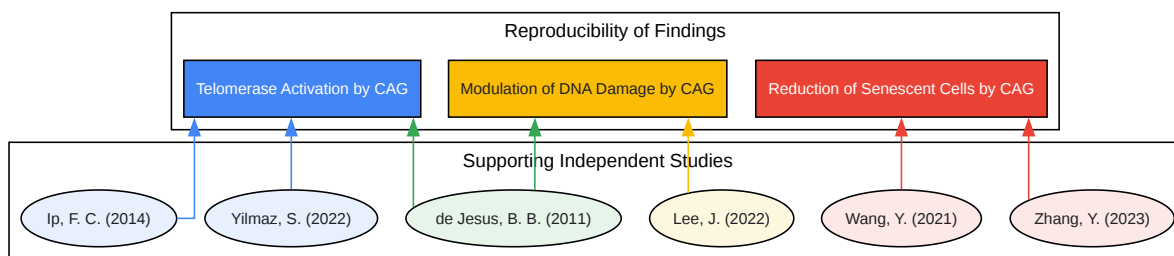 Reproducibility of Findings
Telomerase Activation by CAG
Modulation of DNA Damage by CAG
Reduction of Senescent Cells by CAG
Supporting Independent Studies
Ip, F. C. (2014)
Yilmaz, S. (2022)
de Jesus, B. B. (2011)
Lee, J. (2022)
Wang, Y. (2021)
Zhang, Y. (2023)